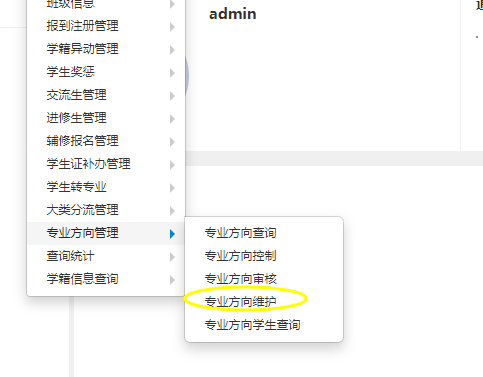 班级信息
admin
报到注册管理
学籍异动管理
学生奖惩
交流生管理
进修生管理
辅修报名管理
学生证补办管理
学生转专业
大类分流管理
专业方向管理
查询统计
学籍信息查询
专业方向查询
专业方向控制
专业方向审核
专业方向维护
专业方向学生查询